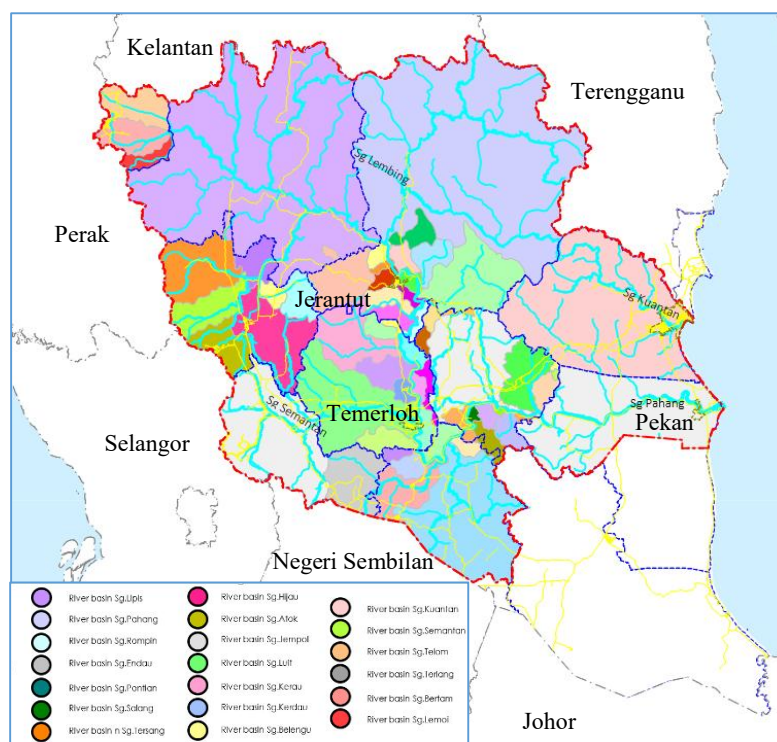 Kelantan
Terengganu
Sg Lembing
Perak
Jerantut
Sg Kuantan
Sg Semantan
Temerloh
Sg Pahang
Pekan
Selangor
Negeri Sembilan
Johor
River basin Sg.Lipis
River basin Sg.Pahang
River basin Sg.Rompin
River basin Sg.Endau
River basin Sg.Pontian
River basin Sg.Salang
River basin n Sg.Tersang
River basin Sg.Hijau
River basin Sg.Atok
River basin Sg.Jempol
River basin Sg.Luit
River basin Sg.Kerau
River basin Sg.Kerdau
River basin Sg.Belengu
River basin Sg.Kuantan
River basin Sg.Semantan
River basin Sg.Telom
River basin Sg.Terlang
River basin Sg.Bertam
River basin Sg.Lemoi